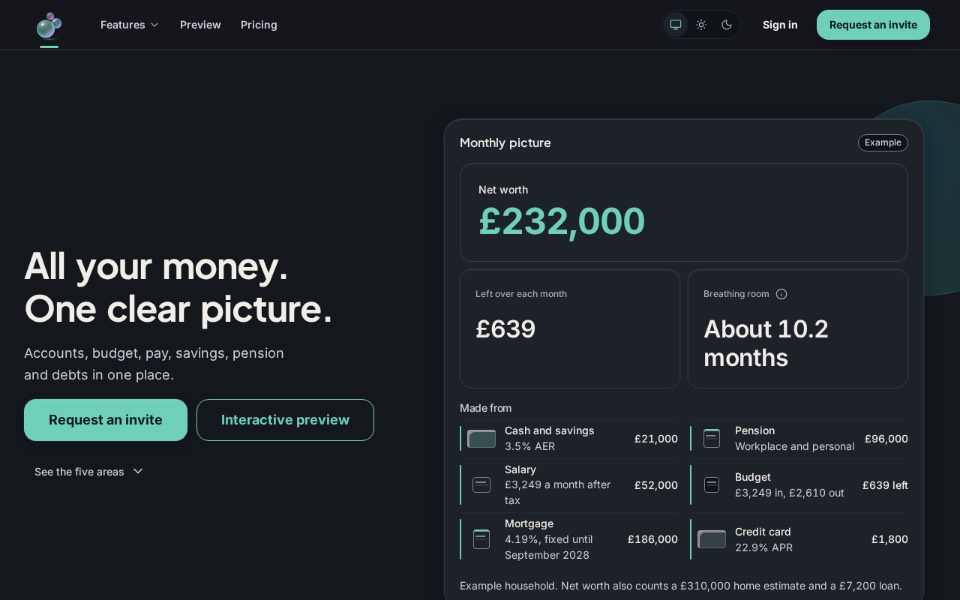 Features
Preview
Pricing
Sign in
Request an invite
All your money.
One clear picture.
Accounts, budget, pay, savings, pension
and debts in one place.
Request an invite
Interactive preview
See the five areas
Monthly picture
Example
Net worth
£232,000
Left over each month
£639
Breathing room
About 10.2
months
Made from
Cash and savings
3.5% AER
£21,000
Pension
Workplace and personal
£96,000
Salary
£3,249 a month after
tax
£52,000
Budget
£3,249 in, £2,610 out
£639 left
Mortgage
4.19%, fixed until
September 2028
£186,000
Credit card
22.9% APR
£1,800
Example household. Net worth also counts a £310,000 home estimate and a £7,200 loan.